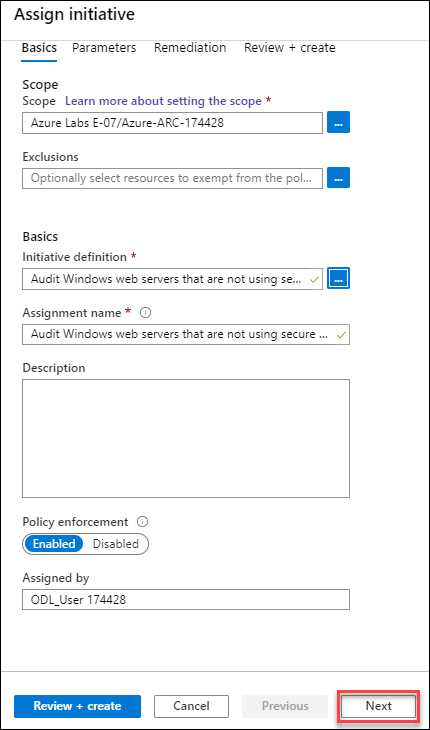 Assign initiative
Basics Parameters Remediation Review + create
Scope
Scope Learn more about setting the scope *
Azure Labs E-07/Azure-ARC-174428 ...
Exclusions
Optionally select resources to exempt from the pol... ...
Basics
Initiative definition *
Audit Windows web servers that are not using se... ...
Assignment name *
Audit Windows web servers that are not using secure ...
Description
Policy enforcement
Enabled Disabled
Assigned by
ODL_User 174428
Review + create Cancel Previous Next